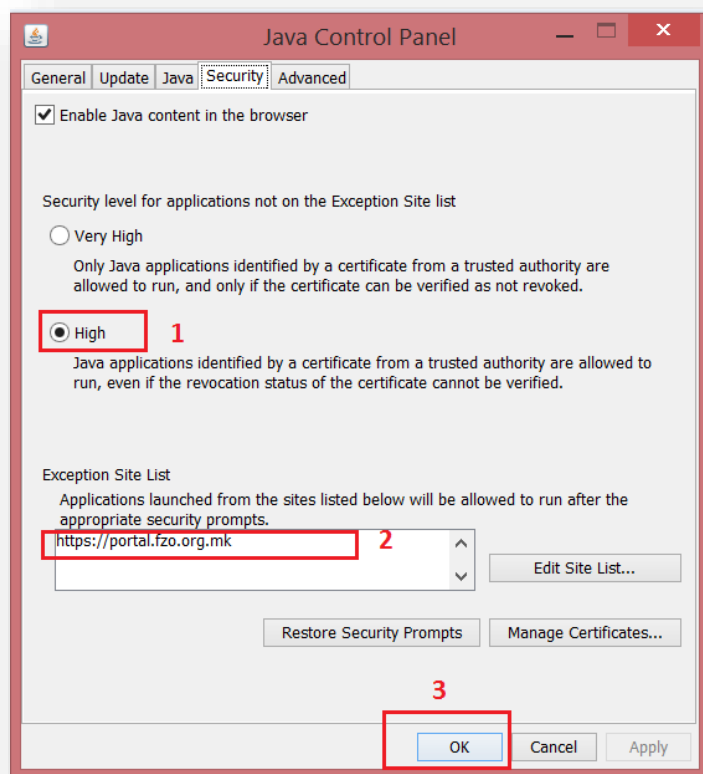 Java Control Panel
General Update Java Security Advanced
Enable Java content in the browser
Security level for applications not on the Exception Site list
Very High
Only Java applications identified by a certificate from a trusted authority are
allowed to run, and only if the certificate can be verified as not revoked.
High 1
Java applications identified by a certificate from a trusted authority are allowed to
run, even if the revocation status of the certificate cannot be verified.
Exception Site List
Applications launched from the sites listed below will be allowed to run after the
appropriate security prompts.
https://portal.fzo.org.mk 2
Edit Site List...
Restore Security Prompts Manage Certificates...
3
OK Cancel Apply